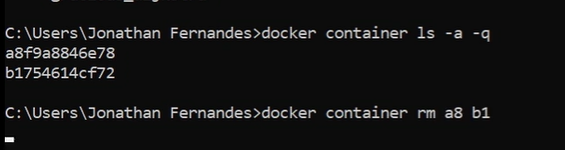 C:\Users\Jonathan Fernandes>docker container ls -a -q
a8f9a8846e78
b1754614cf72
C:\Users\Jonathan Fernandes>docker container rm a8 b1